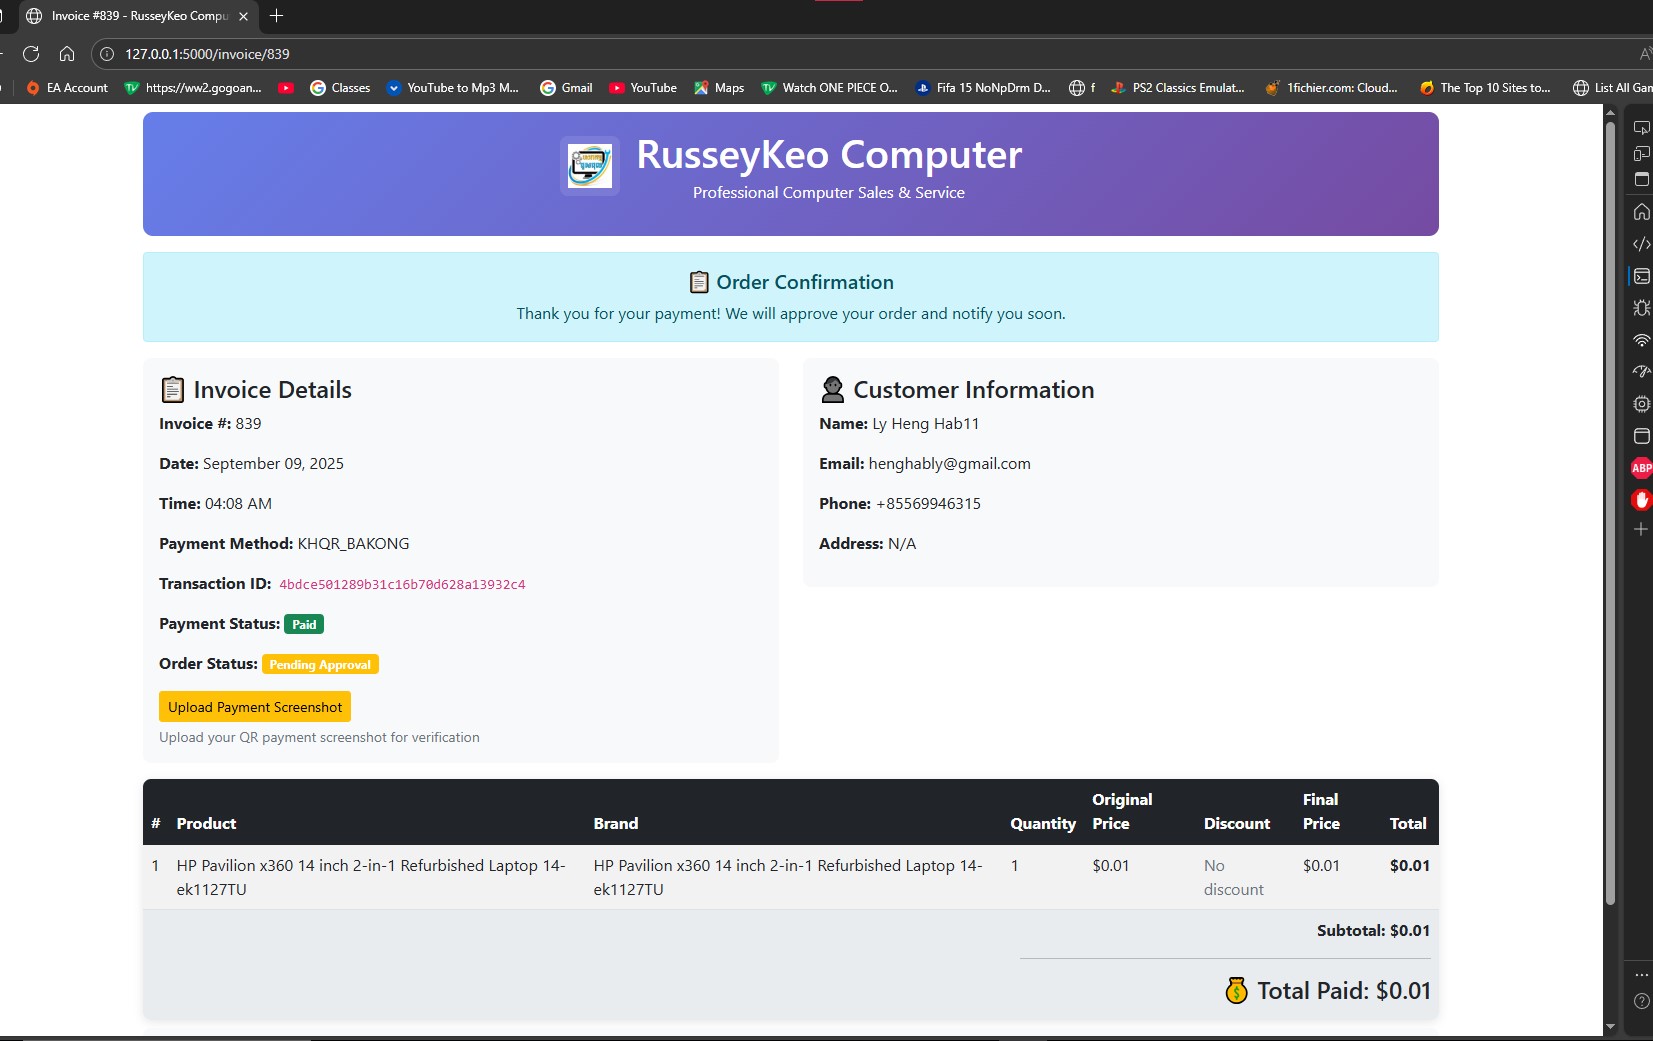 Invoice #839 - RusseyKeo Compu
127.0.0.1:5000/invoice/839
EA Account
https://ww2.gogoan...
Classes
YouTube to Mp3 M...
Gmail
YouTube
Maps
Watch ONE PIECE O...
Fifa 15 NoNpDrm D...
f
PS2 Classics Emulat...
1fichier.com: Cloud...
The Top 10 Sites to...
List All Gam
RusseyKeo Computer
Professional Computer Sales & Service
Order Confirmation
Thank you for your payment! We will approve your order and notify you soon.
Invoice Details
Invoice #: 839
Date: September 09, 2025
Time: 04:08 AM
Payment Method: KHQR_BAKONG
Transaction ID: 4bdce501289b31c16b70d628a13932c4
Payment Status: Paid
Order Status: Pending Approval
Upload Payment Screenshot
Upload your QR payment screenshot for verification
Customer Information
Name: Ly Heng Hab11
Email: henghably@gmail.com
Phone: +85569946315
Address: N/A
# Product Brand Quantity Original Price Discount Final Price Total
1 HP Pavilion x360 14 inch 2-in-1 Refurbished Laptop 14- HP Pavilion x360 14 inch 2-in-1 Refurbished Laptop 14- 1 $0.01 No $0.01 $0.01
ek1127TU ek1127TU discount
Subtotal: $0.01
Total Paid: $0.01
ABP